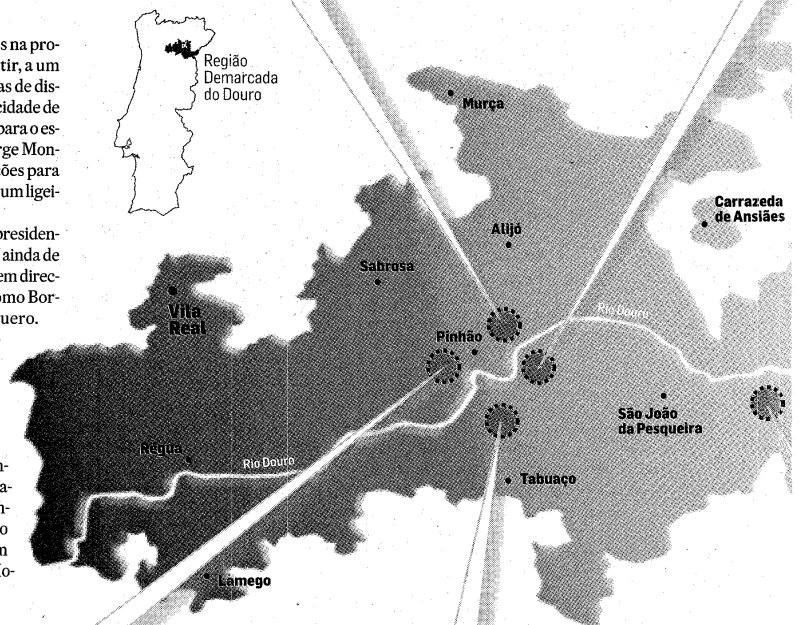 s na pro-
tir, a um
as de dis-
cidade de
para o es-
rge Mon-
ções para
um ligei-
presiden-
ainda de
em direc-
omo Bor-
quero.
n-
a-
n-
o
Região
Demarcada
do Douro
Murça
Carrazeda
de Ansiães
Alijó
Sabrosa
Vila
Real
Rio Douro
Pinhão
São João
da Pesqueira
Régua
Rio Douro
Tabuaço
Lamego